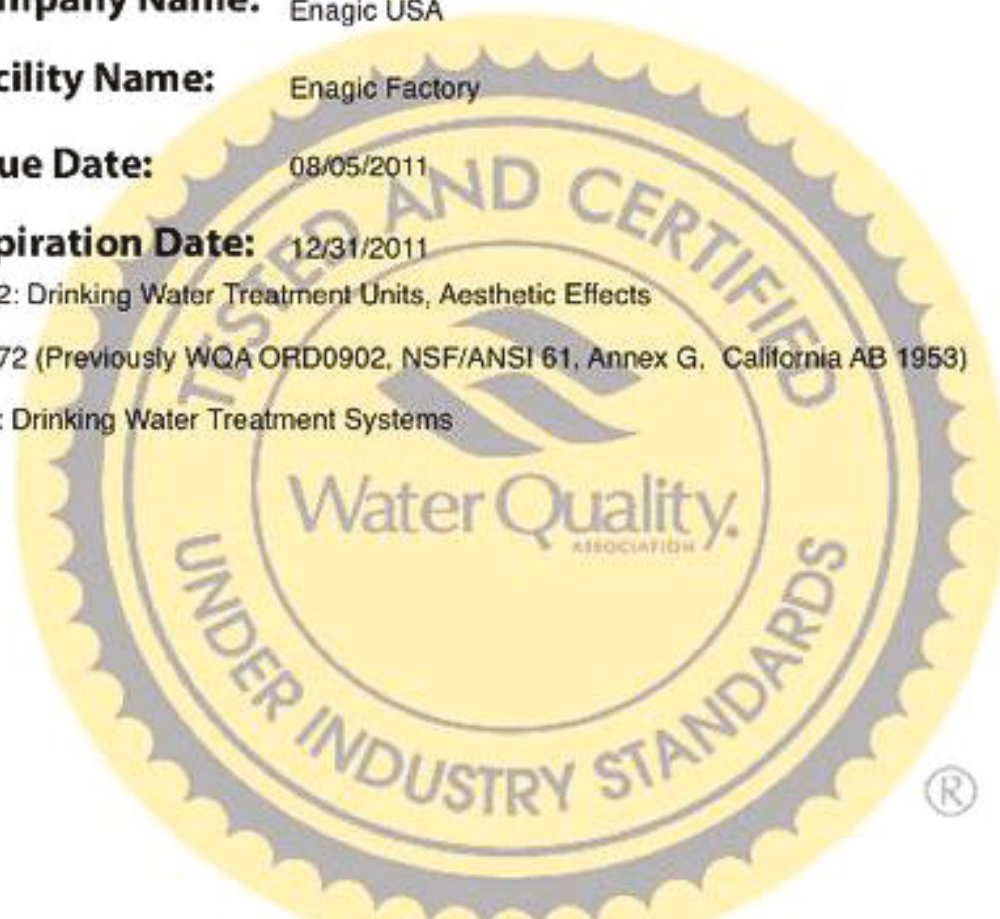 mpany Name: Enagic USA
cility Name: Enagic Factory
ue Date: 08/05/2011
piration Date: 12/31/2011
2: Drinking Water Treatment Units, Aesthetic Effects
72 (Previously WQA ORD0902, NSF/ANSI 61, Annex G. California AB 1953)
: Drinking Water Treatment Systems
TESTED AND CERTIFIED
Water Quality
ASSOCIATION
UNDER INDUSTRY STANDARDS
®